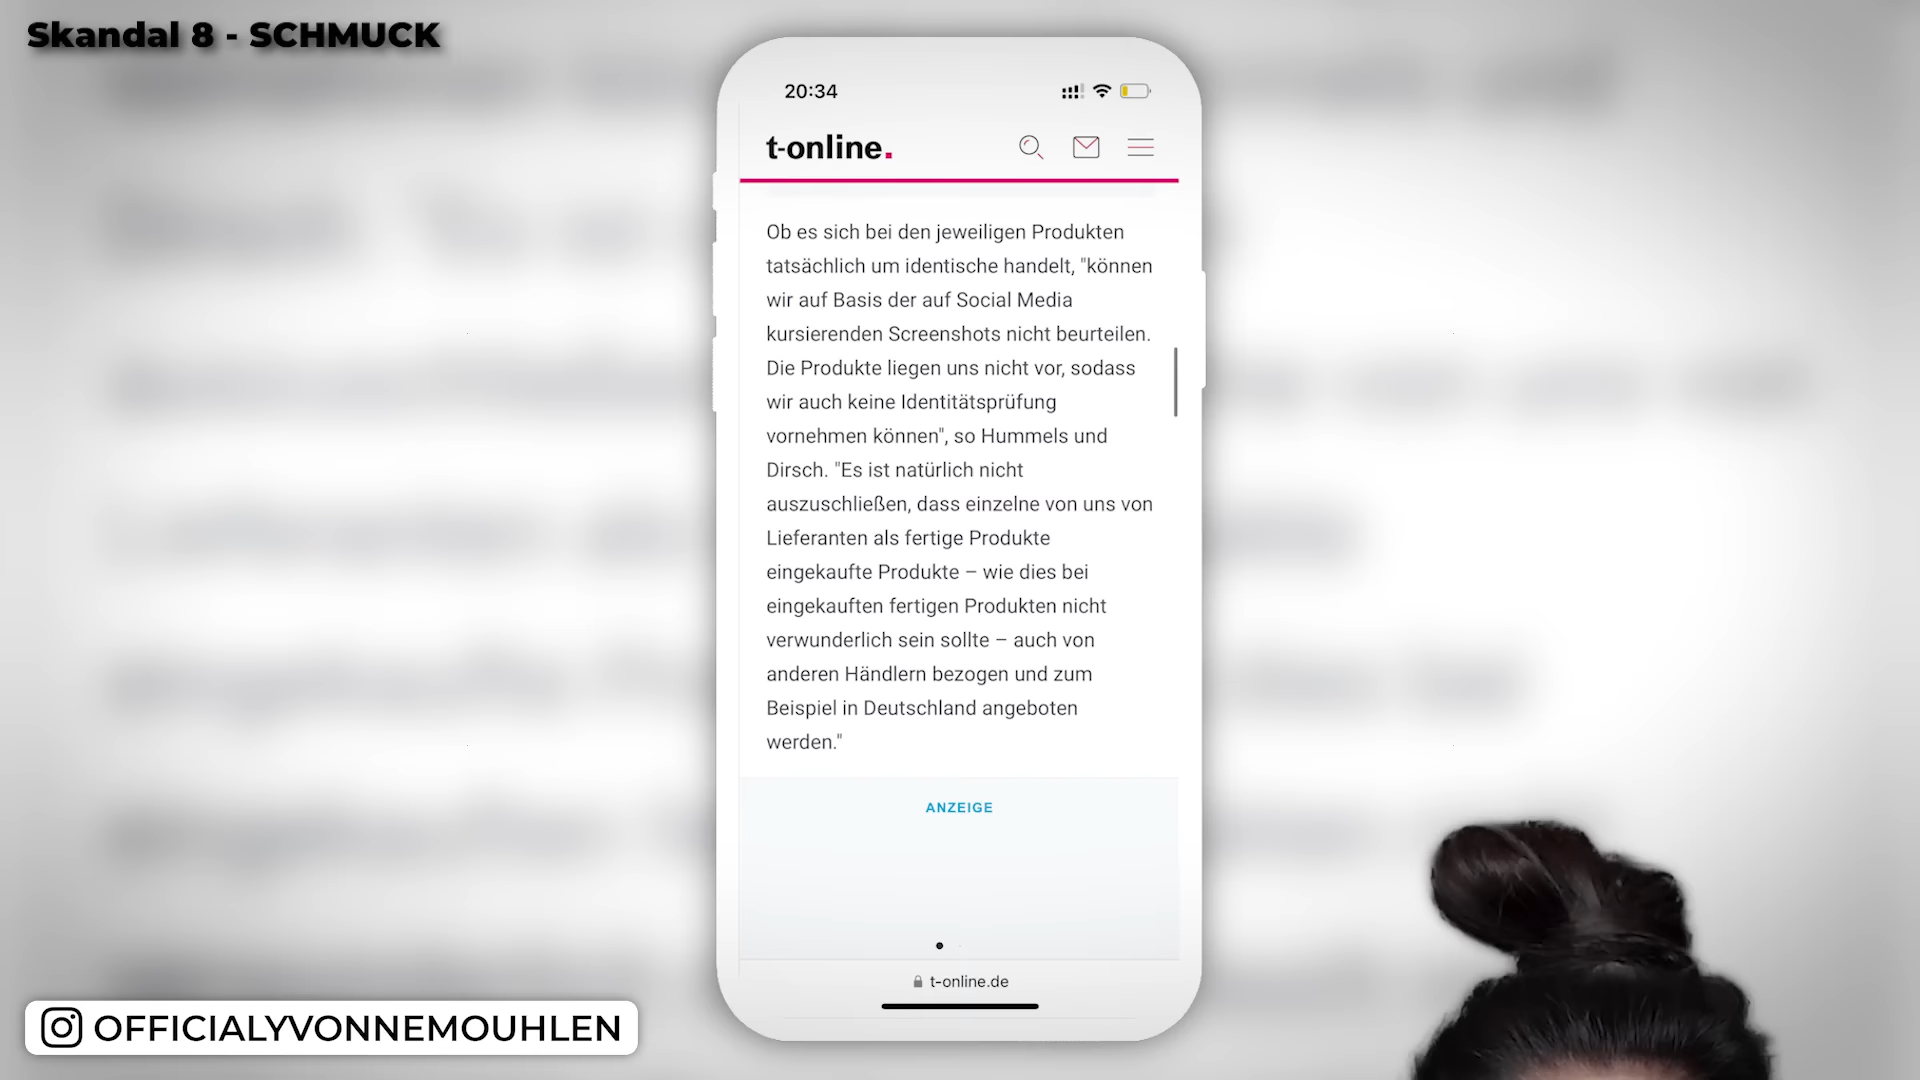 Skandal 8 - SCHMUCK
20:34
t-online.
Ob es sich bei den jeweiligen Produkten
tatsächlich um identische handelt, "können
wir auf Basis der auf Social Media
kursierenden Screenshots nicht beurteilen.
Die Produkte liegen uns nicht vor, sodass
wir auch keine Identitätsprüfung
vornehmen können", so Hummels und
Dirsch. "Es ist natürlich nicht
auszuschließen, dass einzelne von uns von
Lieferanten als fertige Produkte
eingekaufte Produkte – wie dies bei
eingekauften fertigen Produkten nicht
verwunderlich sein sollte – auch von
anderen Händlern bezogen und zum
Beispiel in Deutschland angeboten
werden."
ANZEIGE
t-online.de
OFFICIALYVONNEMOUHLEN